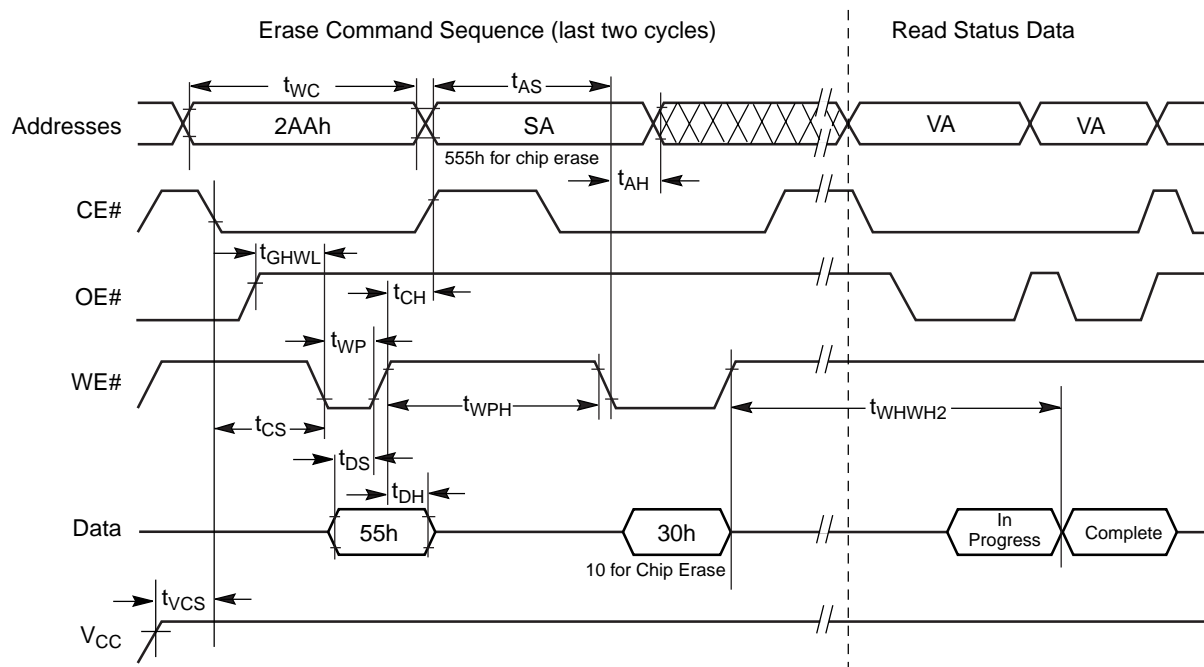 Erase Command Sequence (last two cycles)
Read Status Data
tWC
tAS
Addresses
2AAh
SA
VA
VA
555h for chip erase
tAH
CE#
tGHWL
OE#
tCH
tWP
WE#
tWPH
tWHWH2
tCS
tDS
tDH
Data
55h
30h
In
Progress
Complete
10 for Chip Erase
tVCS
VCC